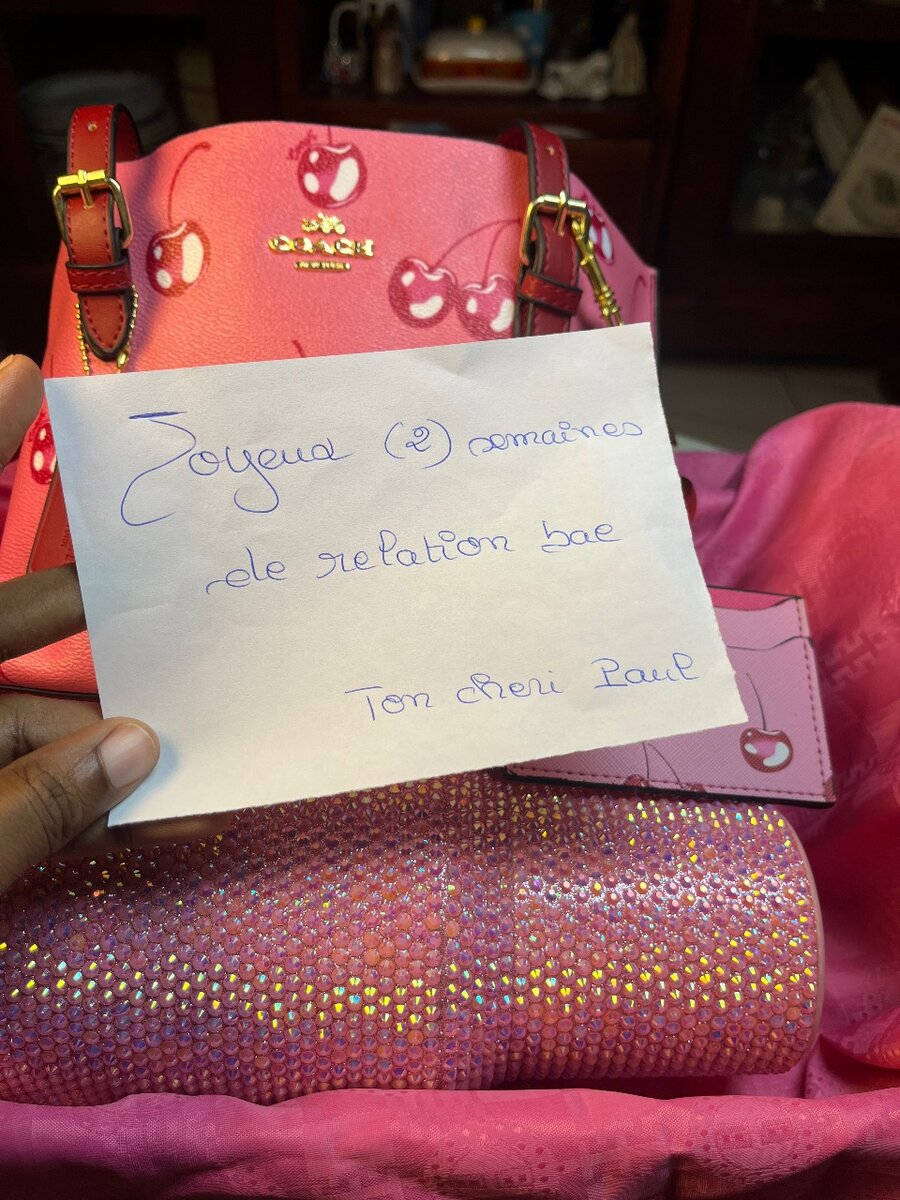 COACH
Joyeux (2) semaines
de relation bae
Ton cheri Paul